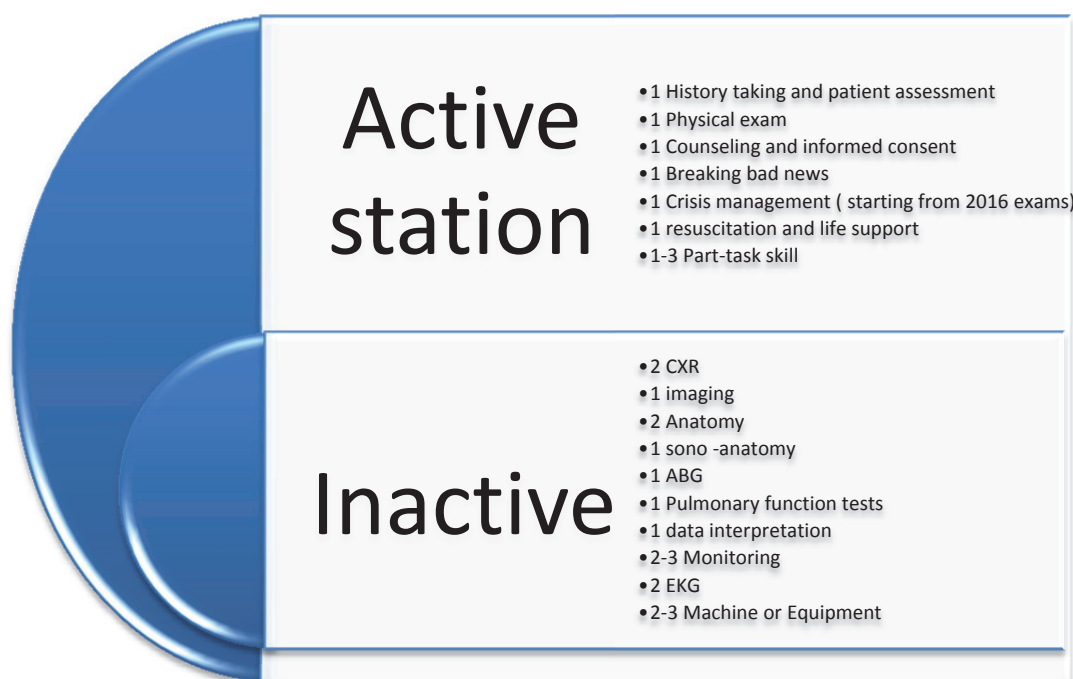 Active
station
•1 History taking and patient assessment
•1 Physical exam
•1 Counseling and informed consent
•1 Breaking bad news
•1 Crisis management ( starting from 2016 exams)
•1 resuscitation and life support
•1-3 Part-task skill
Inactive
•2 CXR
•1 imaging
•2 Anatomy
•1 sono -anatomy
•1 ABG
•1 Pulmonary function tests
•1 data interpretation
•2-3 Monitoring
•2 EKG
•2-3 Machine or Equipment